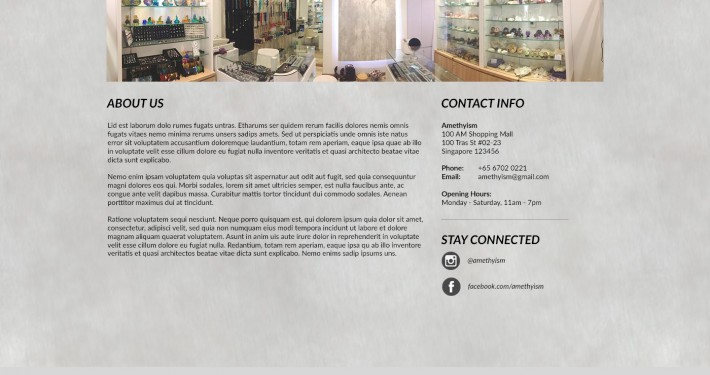 ABOUT US
Lid est laborum dolo rumes fugats untras. Etharums ser quidem rerum facilis dolores nemis omnis
fugats vitaes nemo minima rerums unsers sadips amets. Sed ut perspiciatis unde omnis iste natus
error sit voluptatem accusantium doloremque laudantium, totam rem aperiam, eaque ipsa quae ab illo
in voluptate velit esse cillum dolore eu fugiat nulla inventore veritatis et quasi architecto beatae vitae
dicta sunt explicabo.
Nemo enim ipsam voluptatem quia voluptas sit aspernatur aut odit aut fugit, sed quia consequuntur
magni dolores eos qui. Morbi sodales, lorem sit amet ultricies semper, est nulla faucibus ante, ac
congue ante velit dapibus massa. Curabitur mattis tortor tincidunt dui commodo sodales. Aenean
porttitor maximus dui at tincidunt.
Ratione voluptatem sequi nesciunt. Neque porro quisquam est, qui dolorem ipsum quia dolor sit amet,
consectetur, adipisci velit, sed quia non numquam eius modi tempora incidunt ut labore et dolore
magnam aliquam quaerat voluptatem. Asunt in anim uis aute irure dolor in reprehenderit in voluptate
velit esse cillum dolore eu fugiat nulla. Redantium, totam rem aperiam, eaque ipsa qu ab illo inventore
veritatis et quasi architectos beatae vitae dicta sunt explicabo. Nemo enims sadip ipsums uns.
CONTACT INFO
Amethyism
100 AM Shopping Mall
100 Tras St #02-23
Singapore 123456
Phone: +65 6702 0221
Email: amethyism@gmail.com
Opening Hours:
Monday - Saturday, 11am - 7pm
STAY CONNECTED
@amethyism
facebook.com/amethyism